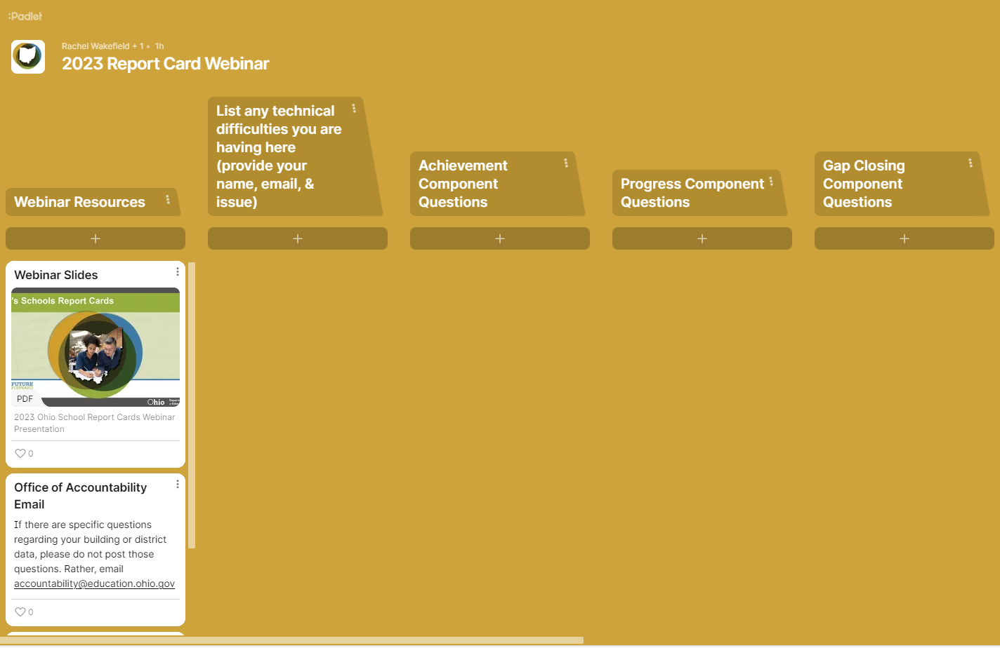 :Padlet
Rachel Wakefield + 1 • 1h
2023 Report Card Webinar
Webinar Resources
List any technical
difficulties you are
having here
(provide your
name, email, &
issue)
Achievement
Component
Questions
Progress Component
Questions
Gap Closing
Component
Questions
Webinar Slides
's Schools Report Cards
FUTURE
FORWARD
PDF
Ohio
2023 Ohio School Report Cards Webinar
Presentation
0
Office of Accountability
Email
If there are specific questions
regarding your building or district
data, please do not post those
questions. Rather, email
accountability@education.ohio.gov
0